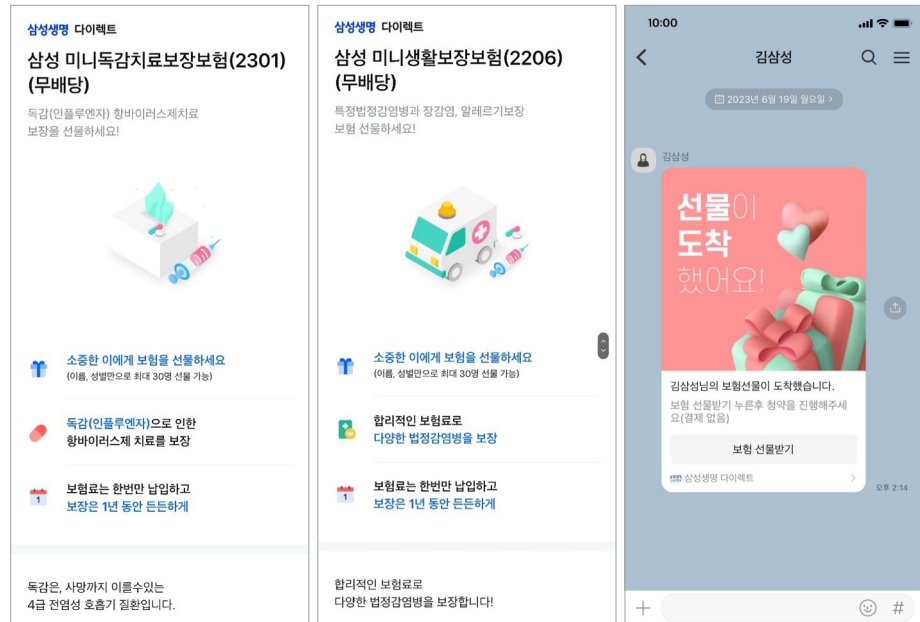 삼성생명 다이렉트
삼성 미니독감치료보장보험(2301)
(무배당)
독감(인플루엔자) 항바이러스제치료
보장을 선물하세요!
소중한 이에게 보험을 선물하세요
(이름, 성별만으로 최대 30명 선물 가능)
독감(인플루엔자)으로 인한
항바이러스제 치료를 보장
1
보험료는 한번만 납입하고
보장은 1년 동안 든든하게
독감은, 사망까지 이를수있는
4급 전염성 호흡기 질환입니다.
삼성생명 다이렉트
삼성 미니생활보장보험(2206)
(무배당)
특정법정감염병과 장감염, 알레르기보장
보험 선물하세요!
소중한 이에게 보험을 선물하세요
(이름, 성별만으로 최대 30명 선물 가능)
합리적인 보험료로
다양한 법정감염병을 보장
1
보험료는 한번만 납입하고
보장은 1년 동안 든든하게
합리적인 보험료로
다양한 법정감염병을 보장합니다!
10:00
김삼성
2023년 6월 19일 월요일 >
김삼성
선물이
도착
했어요!
김삼성님의 보험선물이 도착했습니다.
보험 선물받기 누른후 청약을 진행해주세
요(결제 없음)
보험 선물받기
삼성생명 다이렉트
오후 2:14
+ #